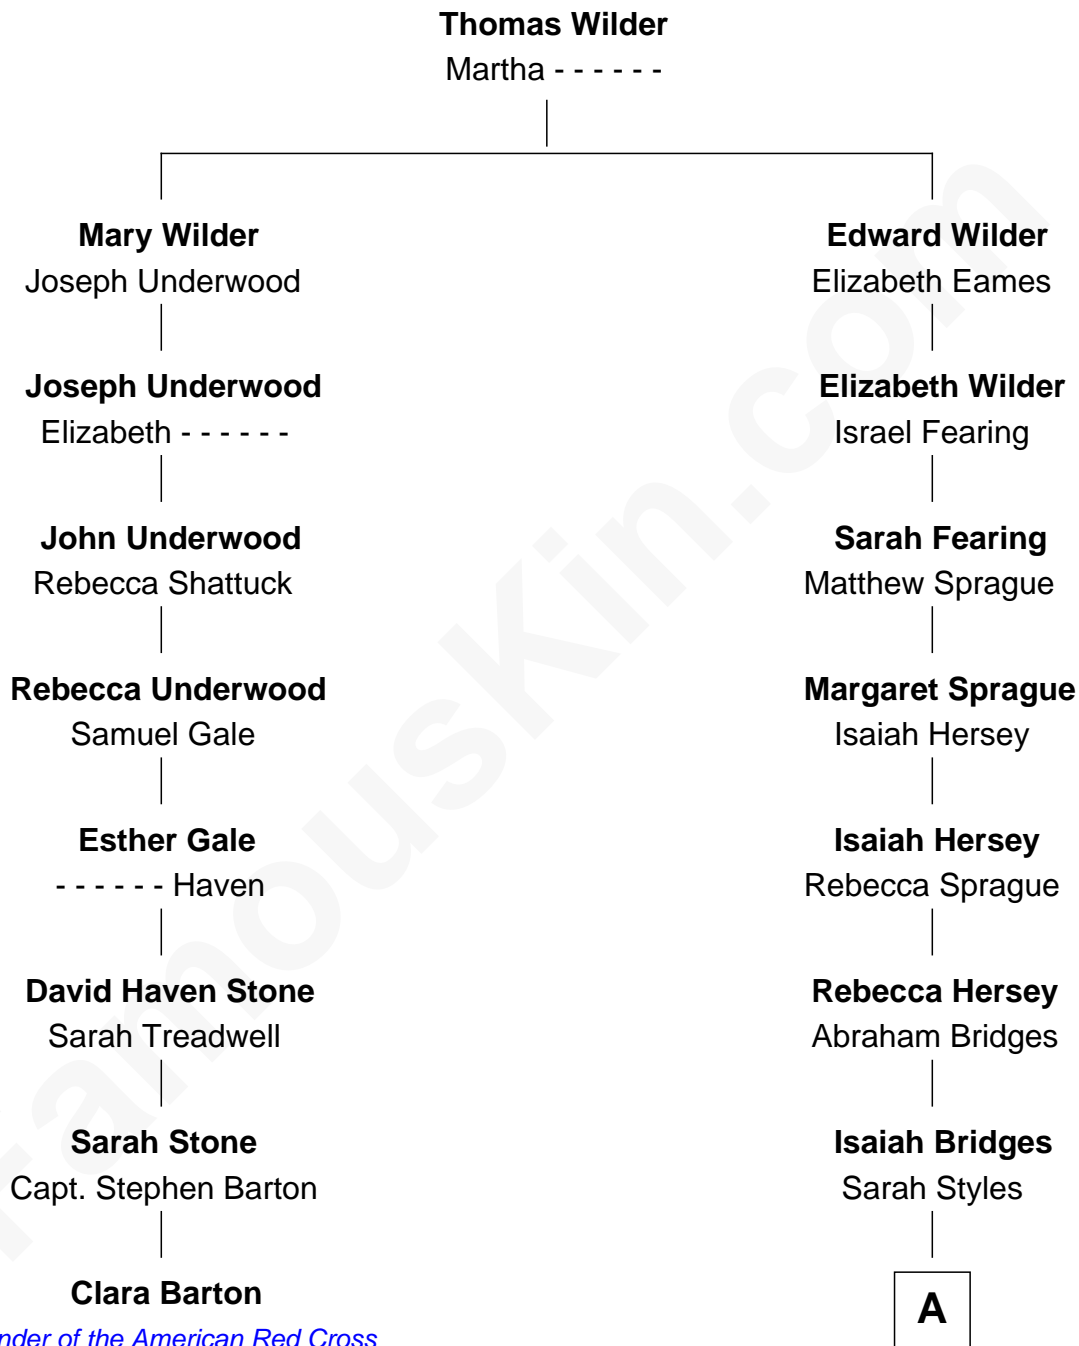 Thomas Wilder
Martha - - - - - -
Mary Wilder
Joseph Underwood
Edward Wilder
Elizabeth Eames
Joseph Underwood
Elizabeth - - - - - -
Elizabeth Wilder
Israel Fearing
John Underwood
Rebecca Shattuck
Sarah Fearing
Matthew Sprague
Rebecca Underwood
Samuel Gale
Margaret Sprague
Isaiah Hersey
Esther Gale
- - - - - - Haven
Isaiah Hersey
Rebecca Sprague
David Haven Stone
Sarah Treadwell
Rebecca Hersey
Abraham Bridges
Sarah Stone
Capt. Stephen Barton
Isaiah Bridges
Sarah Styles
Clara Barton
nder of the American Red Cross
A
FamousKin.com